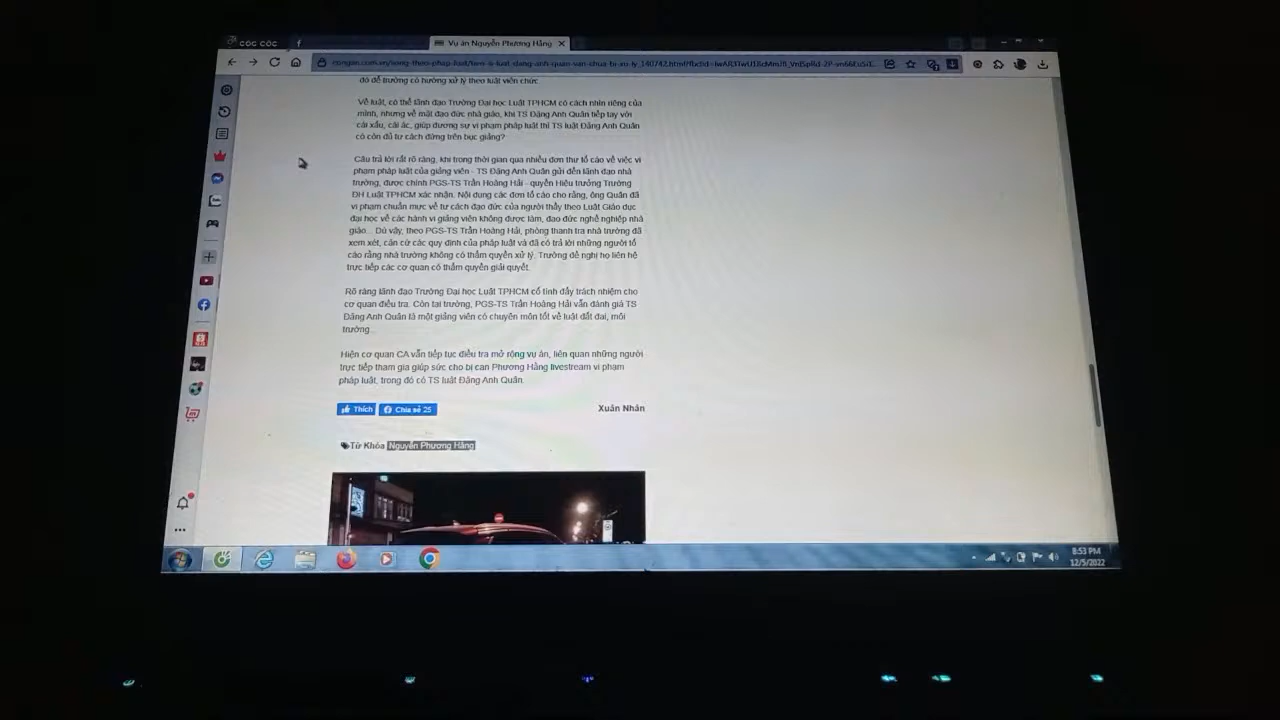 cốc cốc
Vụ án Nguyễn Phương Hằng
đó để trường có hướng xử lý theo luật viên chức.
Về luật, có thể lãnh đạo Trường Đại học Luật TPHCM có cách nhìn riêng của
mình, nhưng về mặt đạo đức nhà giáo, khi TS Đặng Anh Quân tiếp tay với
cái xấu, cái ác, giúp đương sự vi phạm pháp luật thì TS luật Đặng Anh Quân
có còn đủ tư cách đứng trên bục giảng?
Câu trả lời rất rõ ràng, khi trong thời gian qua nhiều đơn thư tố cáo về việc vi
phạm pháp luật của giảng viên - TS Đặng Anh Quân gửi đến lãnh đạo nhà
trường, được chính PGS-TS Trần Hoàng Hải - quyền Hiệu trưởng Trường
ĐH Luật TPHCM xác nhận. Nội dung các đơn tố cáo cho rằng, ông Quân đã
vi phạm chuẩn mực về tư cách đạo đức của người thầy theo Luật Giáo dục
đại học về các hành vi giảng viên không được làm, đạo đức nghề nghiệp nhà
giáo... Dù vậy, theo PGS-TS Trần Hoàng Hải, phòng thanh tra nhà trường đã
xem xét, căn cứ các quy định của pháp luật và đã có trả lời những người tố
cáo rằng nhà trường không có thẩm quyền xử lý. Trường đề nghị họ liên hệ
trực tiếp các cơ quan có thẩm quyền giải quyết.
Rõ ràng lãnh đạo Trường Đại học Luật TPHCM cố tình đẩy trách nhiệm cho
cơ quan điều tra. Còn tại trường, PGS-TS Trần Hoàng Hải vẫn đánh giá TS
Đặng Anh Quân là một giảng viên có chuyên môn tốt về luật đất đai, môi
trường...
Hiện cơ quan CA vẫn tiếp tục điều tra mở rộng vụ án, liên quan những người
trực tiếp tham gia giúp sức cho bị can Phương Hằng livestream vi phạm
pháp luật, trong đó có TS luật Đặng Anh Quân.
Thích Chia sẻ 25
Xuân Nhân
Từ Khóa Nguyễn Phương Hằng
8:53 PM
12/5/2022